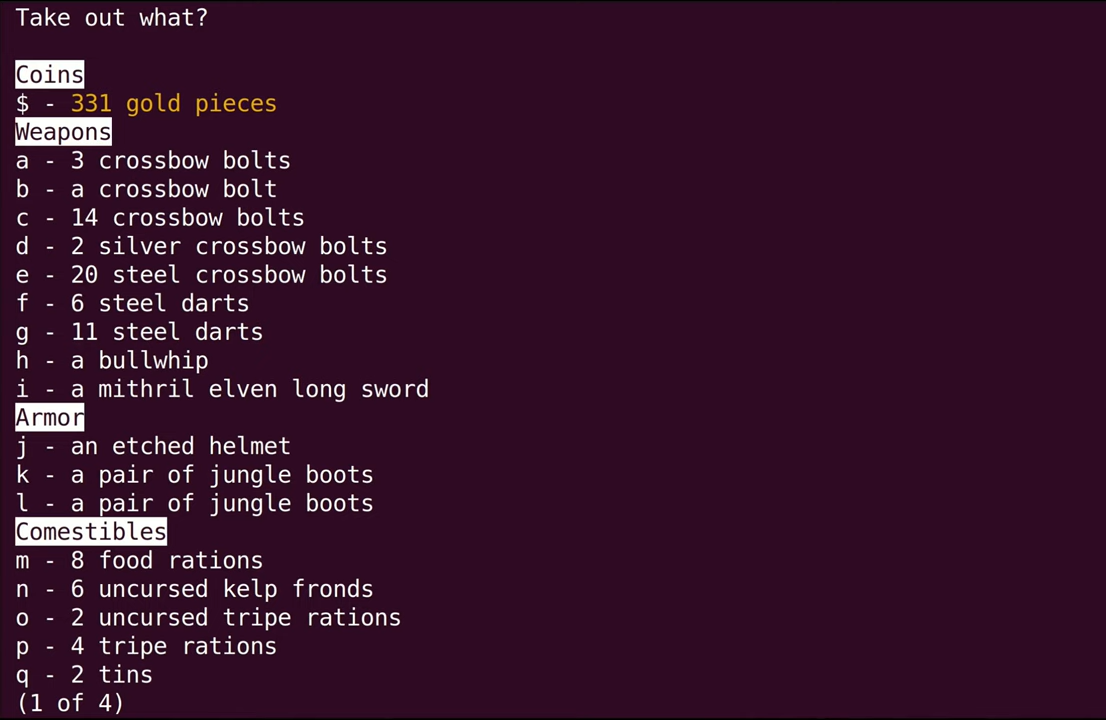 Take out what?
Coins
$ - 331 gold pieces
Weapons
a - 3 crossbow bolts
b - a crossbow bolt
c - 14 crossbow bolts
d - 2 silver crossbow bolts
e - 20 steel crossbow bolts
f - 6 steel darts
g - 11 steel darts
h - a bullwhip
i - a mithril elven long sword
Armor
j - an etched helmet
k - a pair of jungle boots
l - a pair of jungle boots
Comestibles
m - 8 food rations
n - 6 uncursed kelp fronds
o - 2 uncursed tripe rations
p - 4 tripe rations
q - 2 tins
(1 of 4)